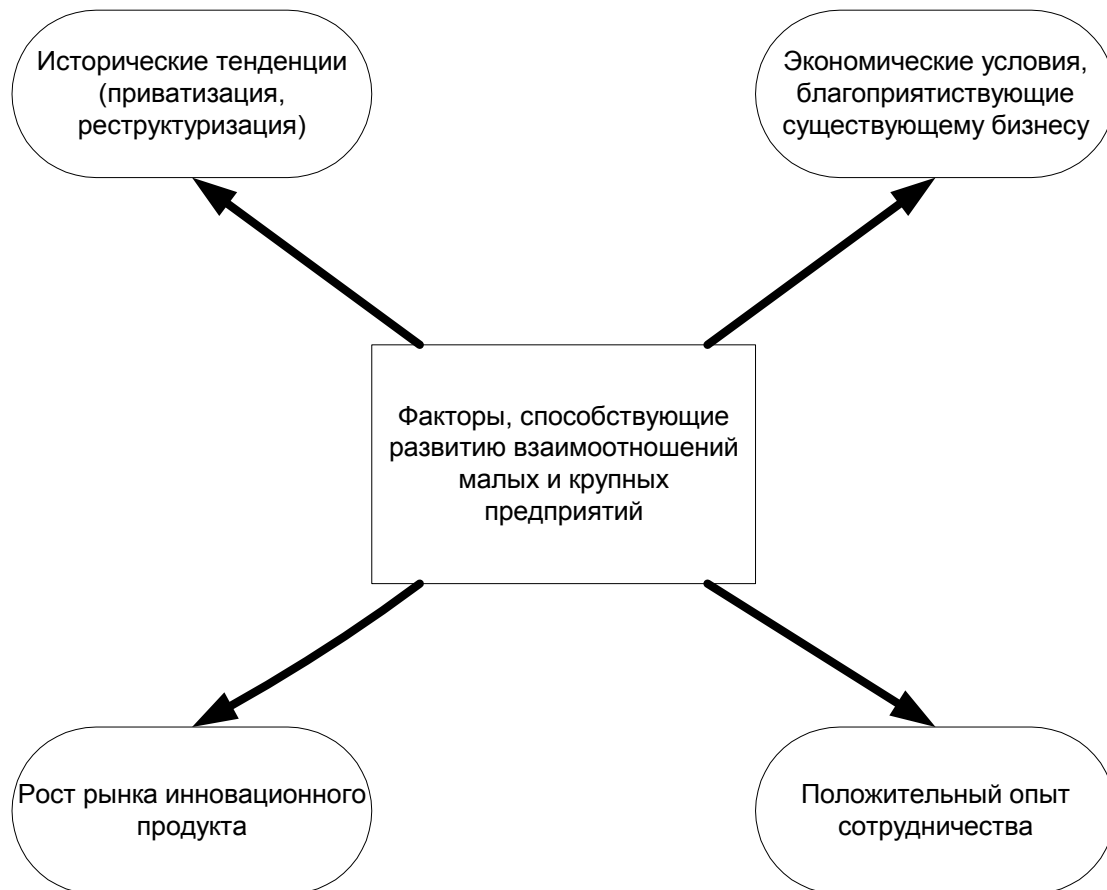 Исторические тенденции
(приватизация,
реструктуризация)
Экономические условия,
благоприятиствующие
существующему бизнесу
Факторы, способствующие
развитию взаимоотношений
малых и крупных
предприятий
Рост рынка инновационного
продукта
Положительный опыт
сотрудничества